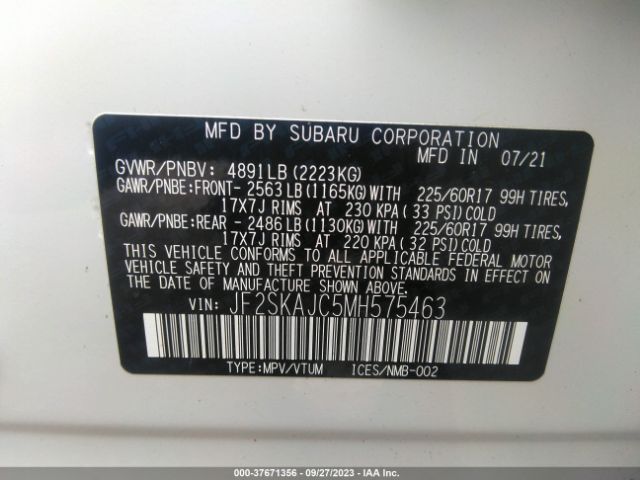 MFD BY SUBARU CORPORATION
GVWR/PNBV: 4891LB (2223KG) MFD IN 07/21
GAWR/PNBE:FRONT- 2563 LB (1165KG) WITH 225/60R17 99H TIRES,
17X7J RIMS AT 230 KPA ( 33 PSI) COLD
GAWR/PNBE:REAR - 2486 LB (1130KG) WITH 225/60R17 99H TIRES,
17X7J RIMS AT 220 KPA ( 32 PSI) COLD
THIS VEHICLE CONFORMS TO ALL APPLICABLE FEDERAL MOTOR
VEHICLE SAFETY AND THEFT PREVENTION STANDARDS IN EFFECT ON
THE DATE OF MANUFACTURE SHOWN ABOVE.
VIN: JF2SKAJC5MH575463
TYPE:MPV/VTUM ICES/NMB-002
000-37671356 - 09/27/2023 - IAA Inc.